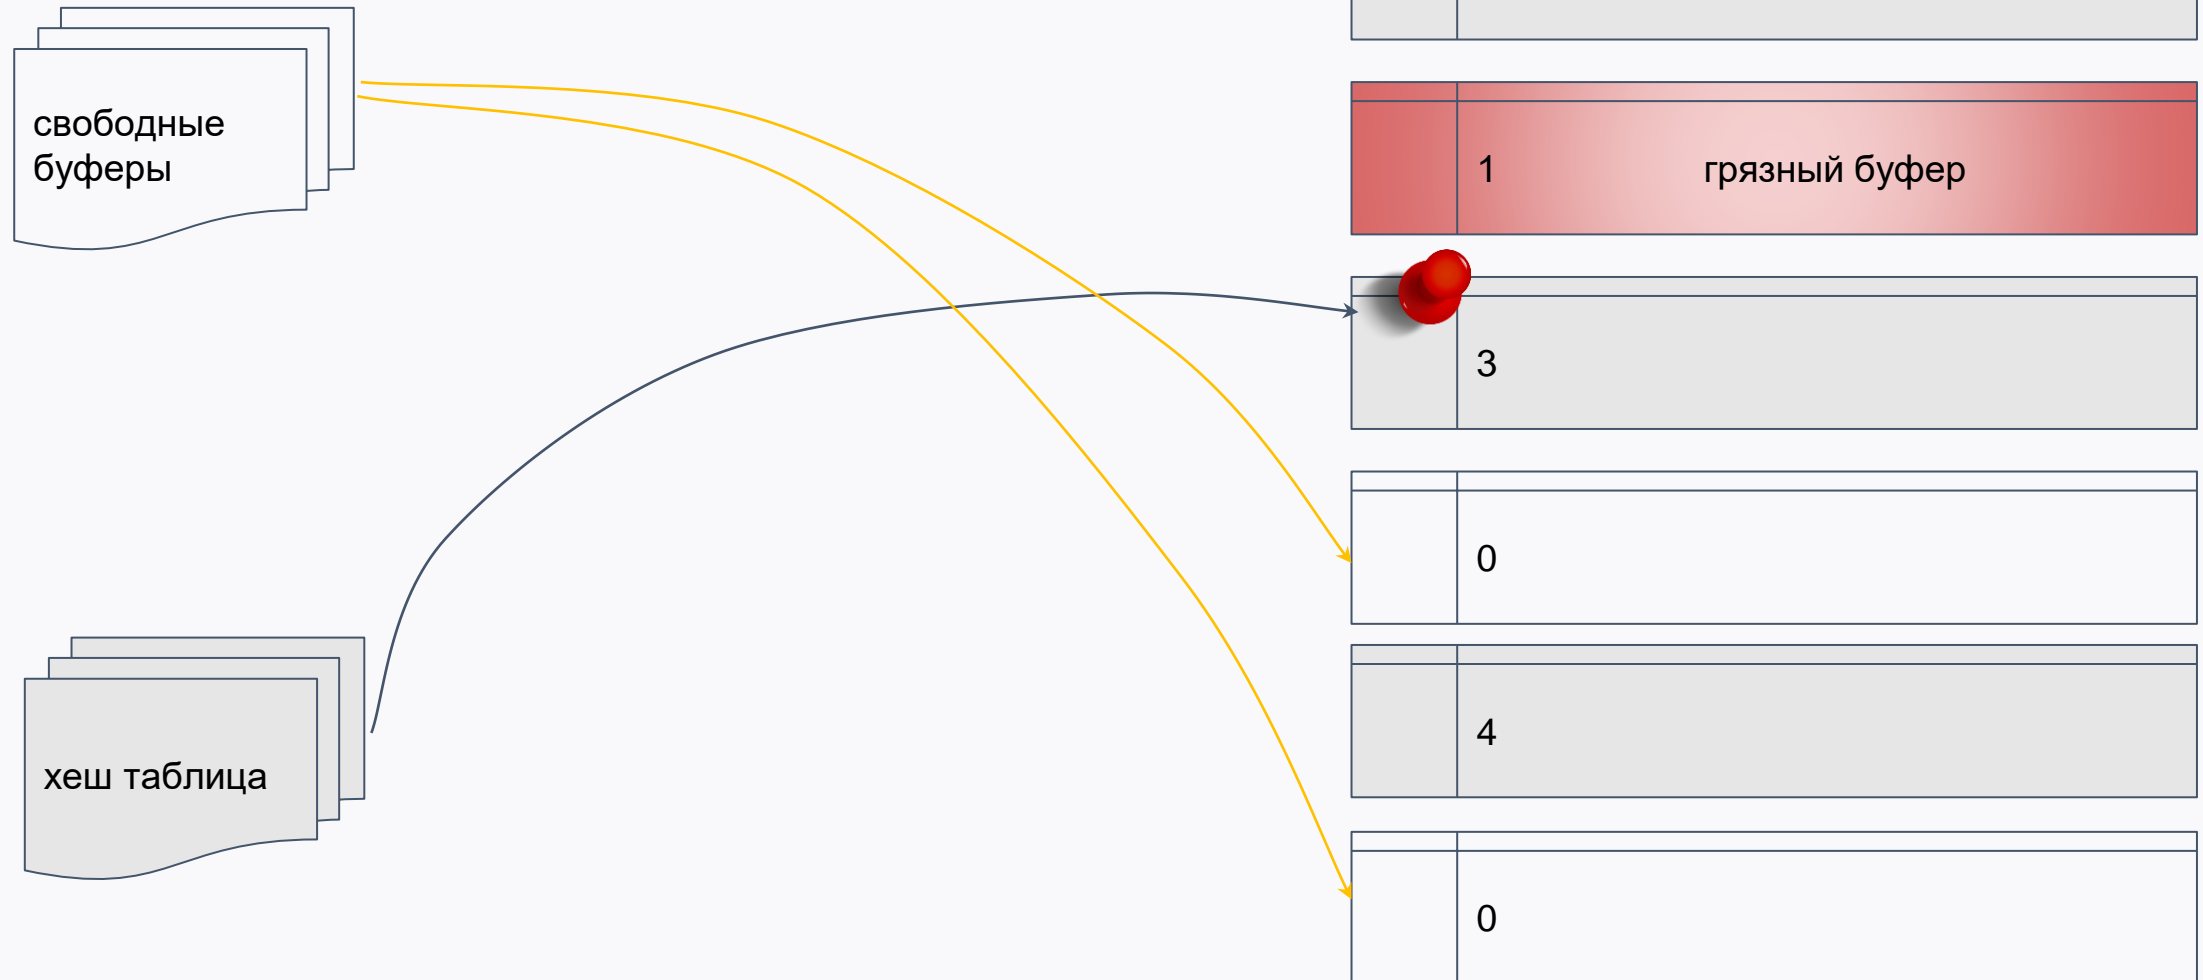 свободные
буферы
1 грязный буфер
3
0
4
хеш таблица
0